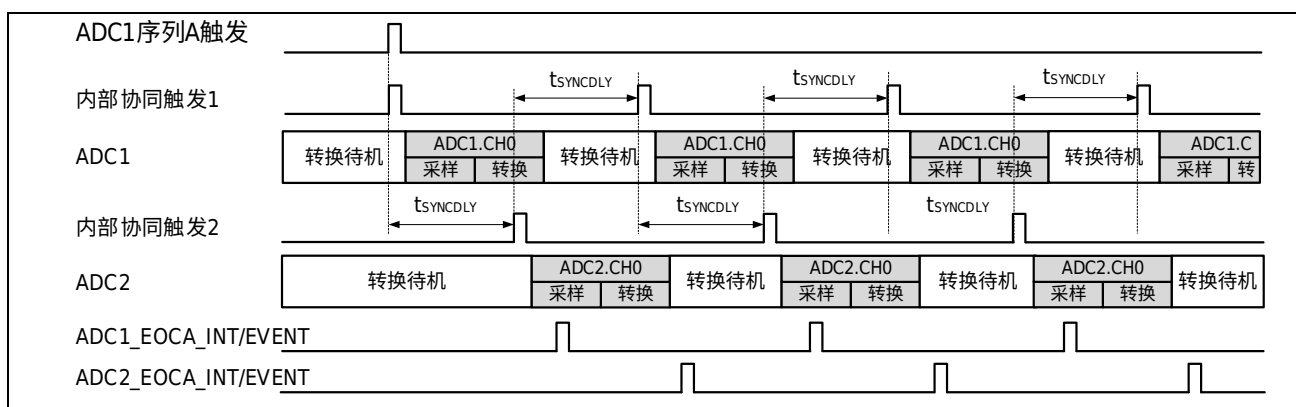 ADC1序列A触发
tSYNCDLY tSYNCDLY tSYNCDLY
内部协同触发1
ADC1 转换待机 ADC1.CH0 采样 转换 转换待机 ADC1.CH0 采样 转换 转换待机 ADC1.CH0 采样 转换 转换待机 ADC1.C 采样 转
tSYNCDLY tSYNCDLY tSYNCDLY
内部协同触发2
ADC2 转换待机 ADC2.CH0 采样 转换 转换待机 ADC2.CH0 采样 转换 转换待机 ADC2.CH0 采样 转换 转换待机
ADC1_EOCA_INT/EVENT
ADC2_EOCA_INT/EVENT